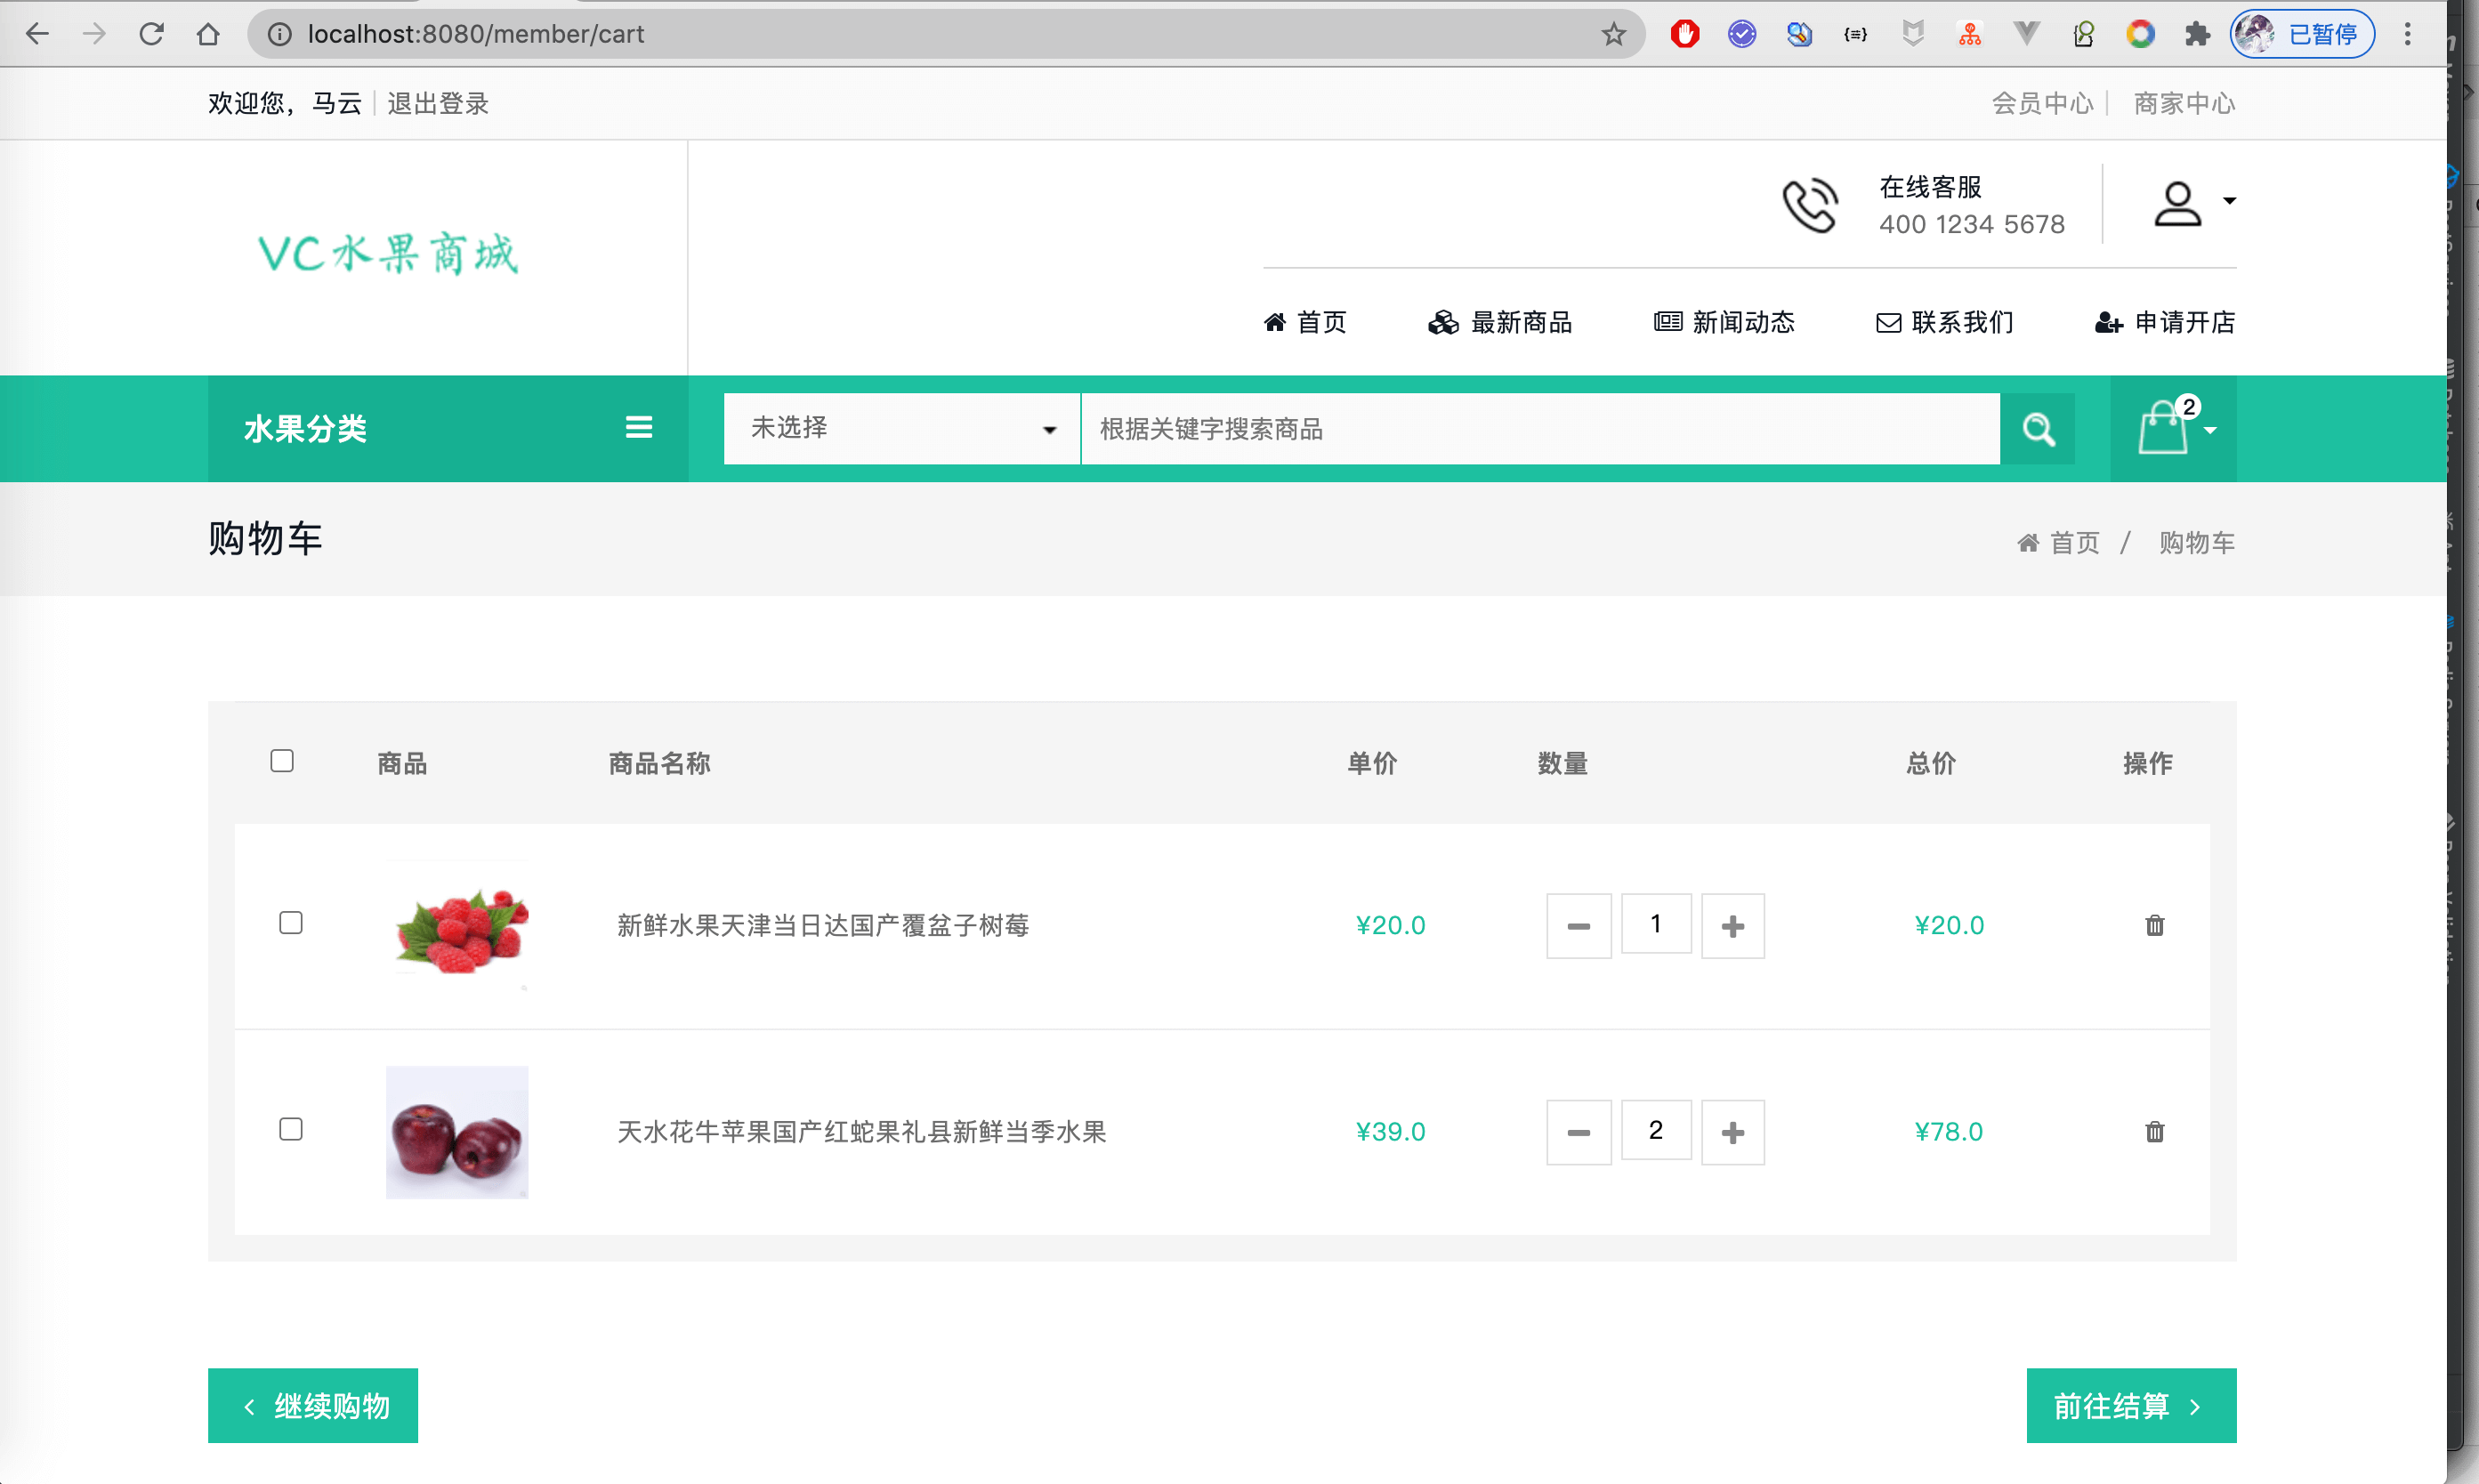 localhost:8080/member/cart
已暂停
欢迎您，马云 | 退出登录
会员中心 | 商家中心
VC水果商城
在线客服
400 1234 5678
首页 最新商品 新闻动态 联系我们 申请开店
水果分类
未选择
根据关键字搜索商品
2
购物车
首页 / 购物车
商品 商品名称 单价 数量 总价 操作
新鲜水果天津当日达国产覆盆子树莓 ¥20.0 1 ¥20.0
天水花牛苹果国产红蛇果礼县新鲜当季水果 ¥39.0 2 ¥78.0
继续购物
前往结算